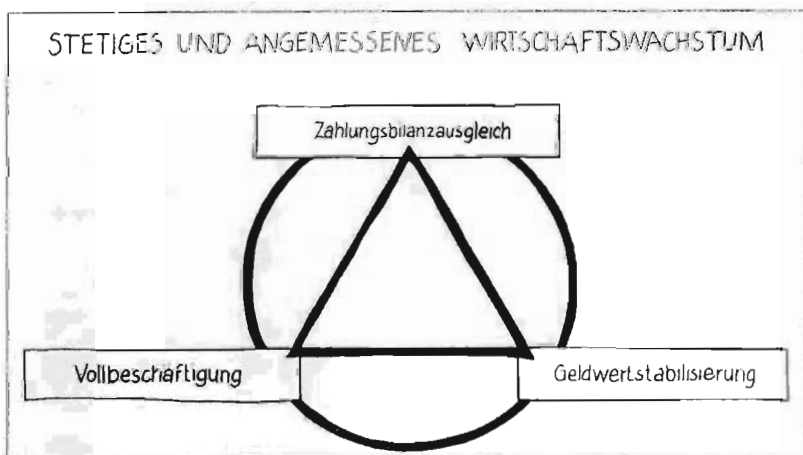 STETIGES UND ANGEMESSENES WIRTSCHAFTSWACHSTUM
Zahlungsbilanzausgleich
Vollbeschäftigung
Geldwertstabilisierung